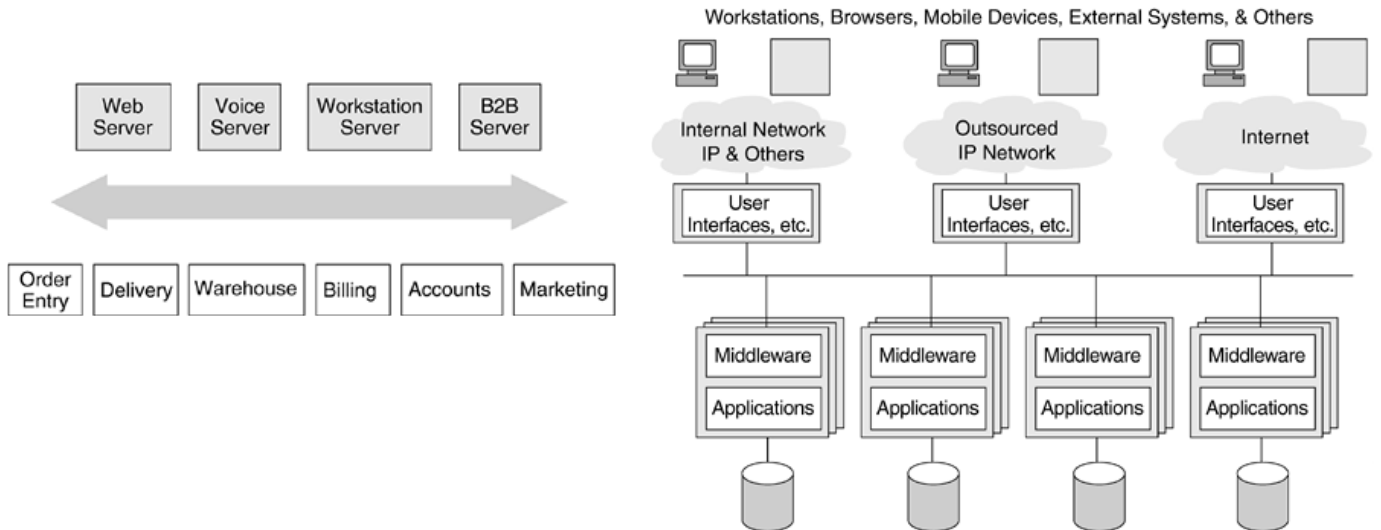 Web
Server
Voice
Server
Workstation
Server
B2B
Server
Order
Entry
Delivery
Warehouse
Billing
Accounts
Marketing
Workstations, Browsers, Mobile Devices, External Systems, & Others
Internal Network
IP & Others
Outsourced
IP Network
Internet
User
Interfaces, etc.
User
Interfaces, etc.
User
Interfaces, etc.
Middleware
Applications
Middleware
Applications
Middleware
Applications
Middleware
Applications